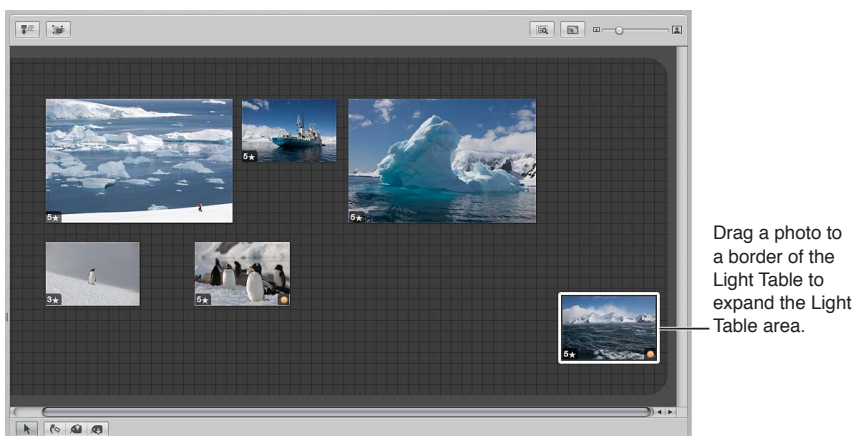 5★
5★
5★
3★
5★
5★
Drag a photo to
a border of the
Light Table to
expand the Light
Table area.